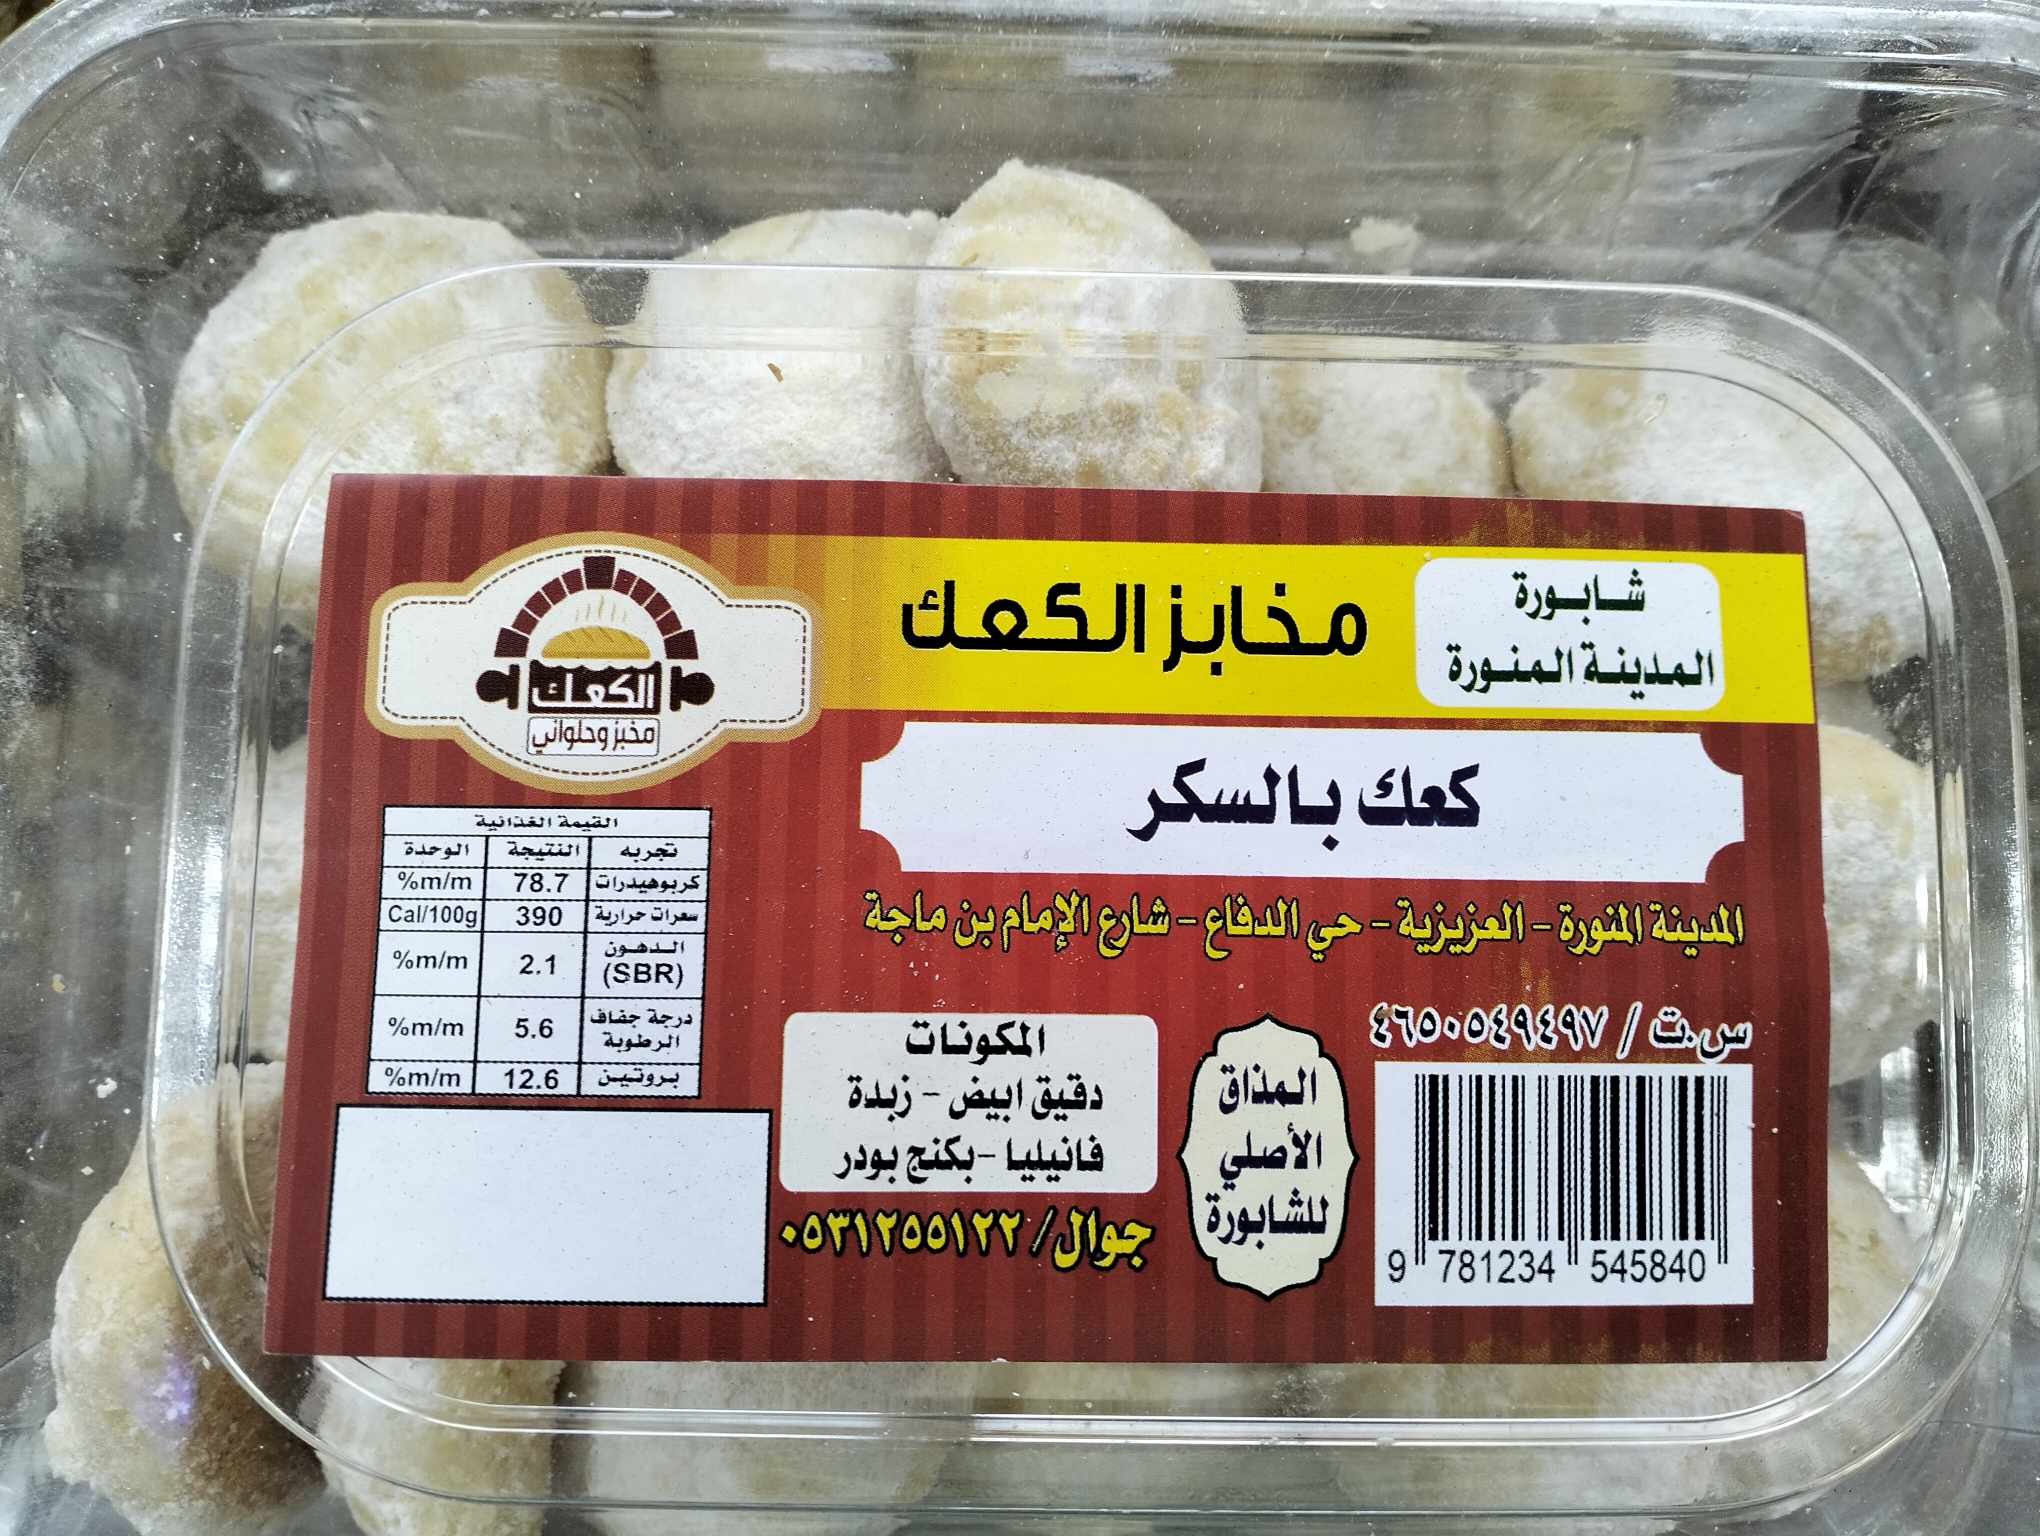 شابورة
المدينة المنورة
مخابز الكعك
الكعك
مخبز وحلواني
كعك بالسكر
المدينة المنورة - العزيزية - حي الدفاع - شارع الإمام بن ماجة
القيمة الغذائية
تجربه النتيجة الوحدة
كربوهيدرات 78.7 %m/m
سعرات حرارية 390 Cal/100g
الدهون (SBR) 2.1 %m/m
درجة جفاف الرطوبة 5.6 %m/m
بروتين 12.6 %m/m
س.ت / ٤٦٥٠٥٤٩٤٩٧
9 781234 545840
المذاق
الأصلي
للشابورة
المكونات
دقيق ابيض - زبدة
فانيليا - بكنج بودر
جوال/ ٠٥٣١٢٥٥١٢٢